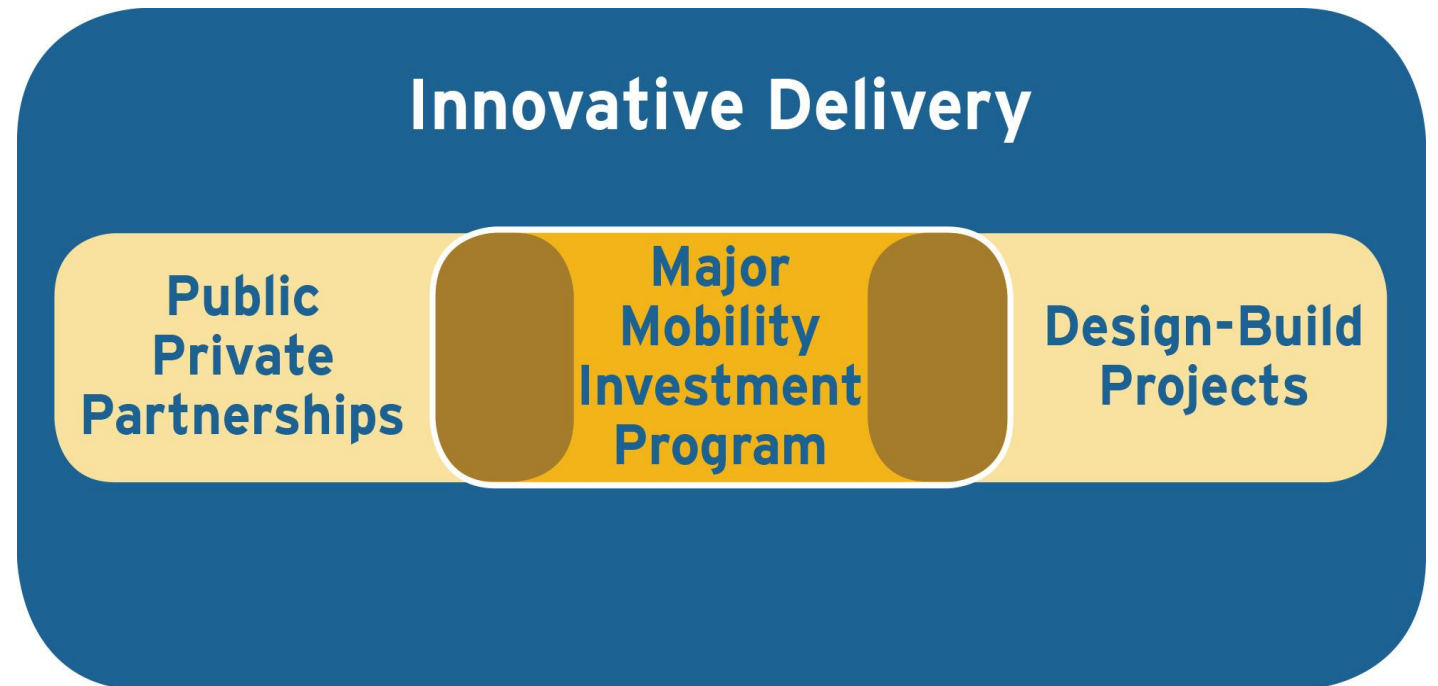 Innovative Delivery
Public
Private
Partnerships
Major
Mobility
Investment
Program
Design-Build
Projects